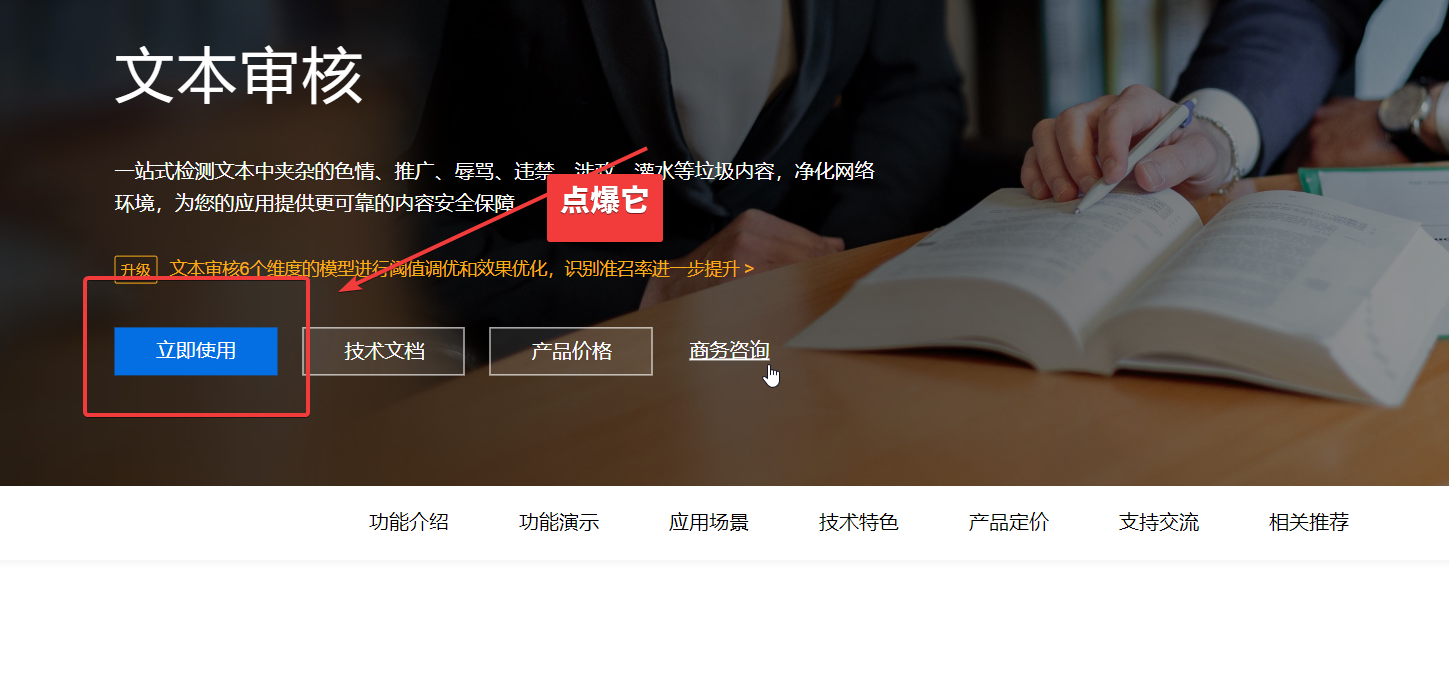 文本审核
一站式检测文本中夹杂的色情、推广、辱骂、违禁、涉政、灌水等垃圾内容，净化网络
环境，为您的应用提供更可靠的内容安全保障
点爆它
升级 文本审核6个维度的模型进行阈值调优和效果优化，识别准召率进一步提升 >
立即使用 技术文档 产品价格 商务咨询
功能介绍 功能演示 应用场景 技术特色 产品定价 支持交流 相关推荐